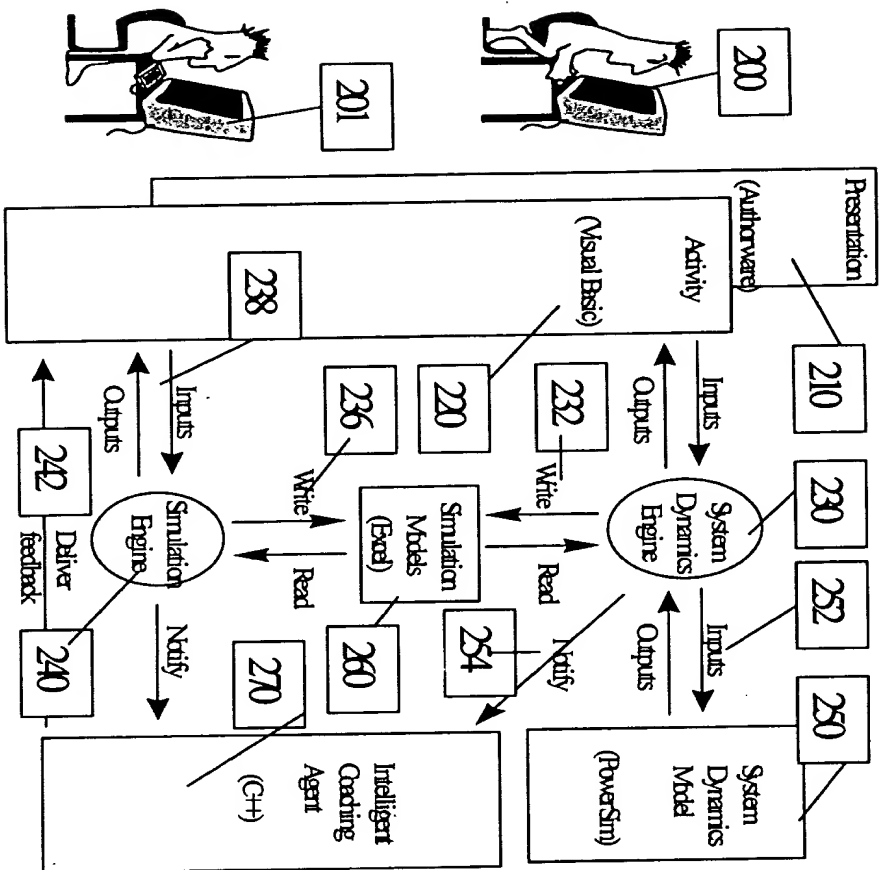 Presentation
(Authorware)
210
230
252
250
200
Activity
(Visual Basic)
Inputs
Outputs
System
Dynamics
Engine
Inputs
Outputs
System
Dynamics
Model
(PowerSim)
232
Write
Read
254
Notify
220
Simulation
Models
(Excel)
201
236
Write
Read
260
270
Intelligent
Coaching
Agent
(C++)
238
Inputs
Outputs
Simulation
Engine
Notify
242
Deliver
feedback
240